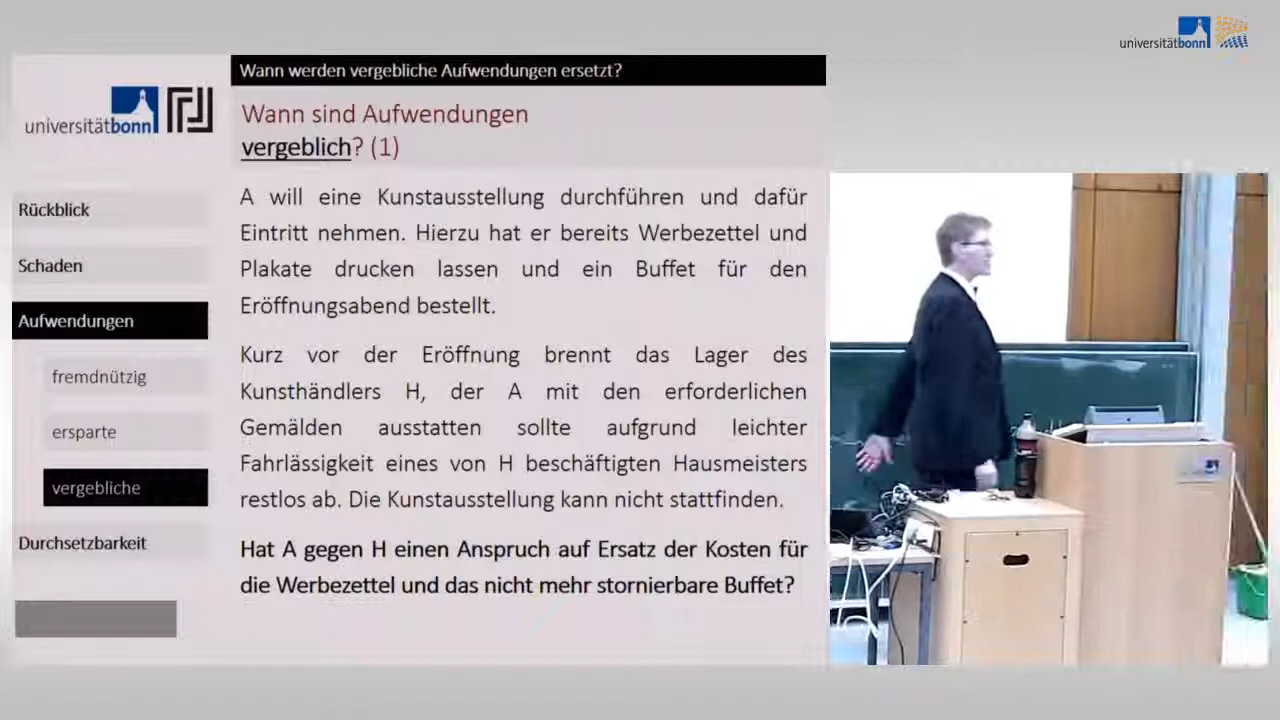 universitätbonn
Wann werden vergebliche Aufwendungen ersetzt?
universitätbonn
Wann sind Aufwendungen
vergeblich? (1)
Rückblick
Schaden
Aufwendungen
fremdnützig
ersparte
vergebliche
Durchsetzbarkeit
A will eine Kunstausstellung durchführen und dafür
Eintritt nehmen. Hierzu hat er bereits Werbezettel und
Plakate drucken lassen und ein Buffet für den
Eröffnungsabend bestellt.
Kurz vor der Eröffnung brennt das Lager des
Kunsthändlers H, der A mit den erforderlichen
Gemälden ausstatten sollte aufgrund leichter
Fahrlässigkeit eines von H beschäftigten Hausmeisters
restlos ab. Die Kunstausstellung kann nicht stattfinden.
Hat A gegen H einen Anspruch auf Ersatz der Kosten für
die Werbezettel und das nicht mehr stornierbare Buffet?